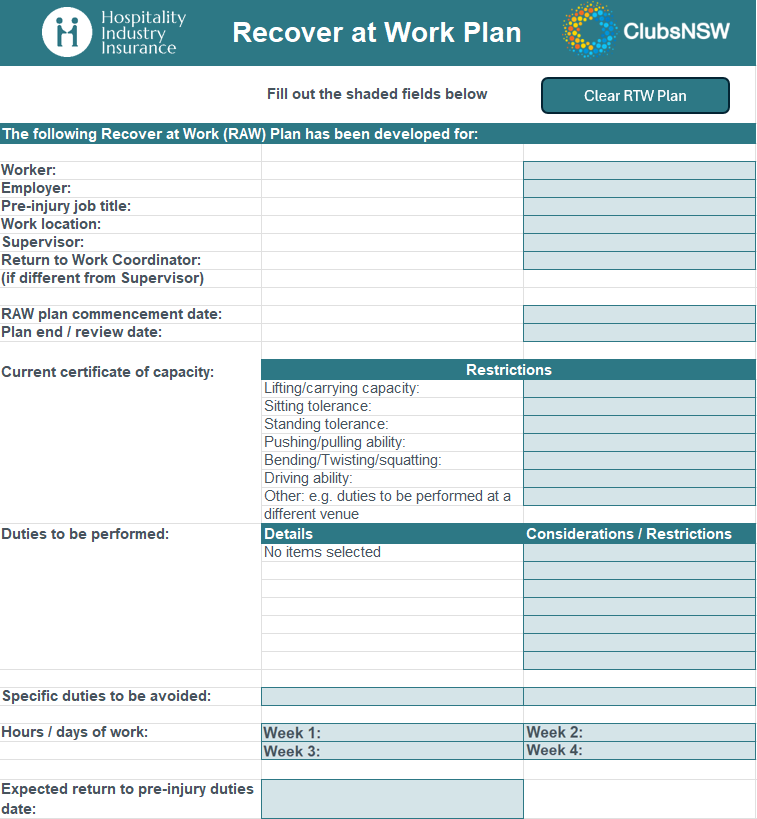 Hospitality
Industry
Insurance
Recover at Work Plan
ClubsNSW
Fill out the shaded fields below
Clear RTW Plan
The following Recover at Work (RAW) Plan has been developed for:
Worker:
Employer:
Pre-injury job title:
Work location:
Supervisor:
Return to Work Coordinator:
(if different from Supervisor)
RAW plan commencement date:
Plan end / review date:
Current certificate of capacity:
Restrictions
Lifting/carrying capacity:
Sitting tolerance:
Standing tolerance:
Pushing/pulling ability:
Bending/Twisting/squatting:
Driving ability:
Other: e.g. duties to be performed at a
different venue
Duties to be performed:
Details
Considerations / Restrictions
No items selected
Specific duties to be avoided:
Hours / days of work:
Week 1:
Week 2:
Week 3:
Week 4:
Expected return to pre-injury duties
date: